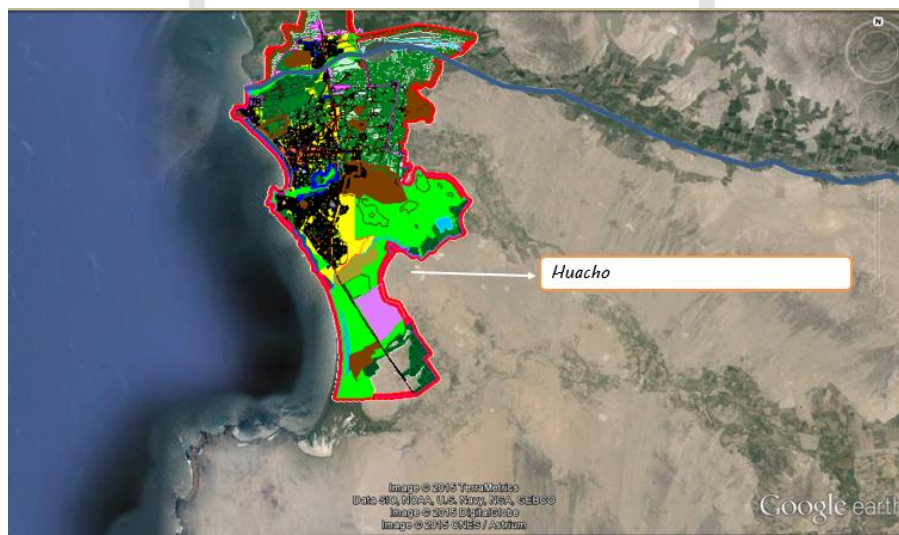 N
Huacho
Image © 2015 TerraMetrics
Data SIO, NOAA, U.S. Navy, NGA, GEBCO
Image © 2015 DigitalGlobe
Image © 2015 CNES / Astrium
Google earth